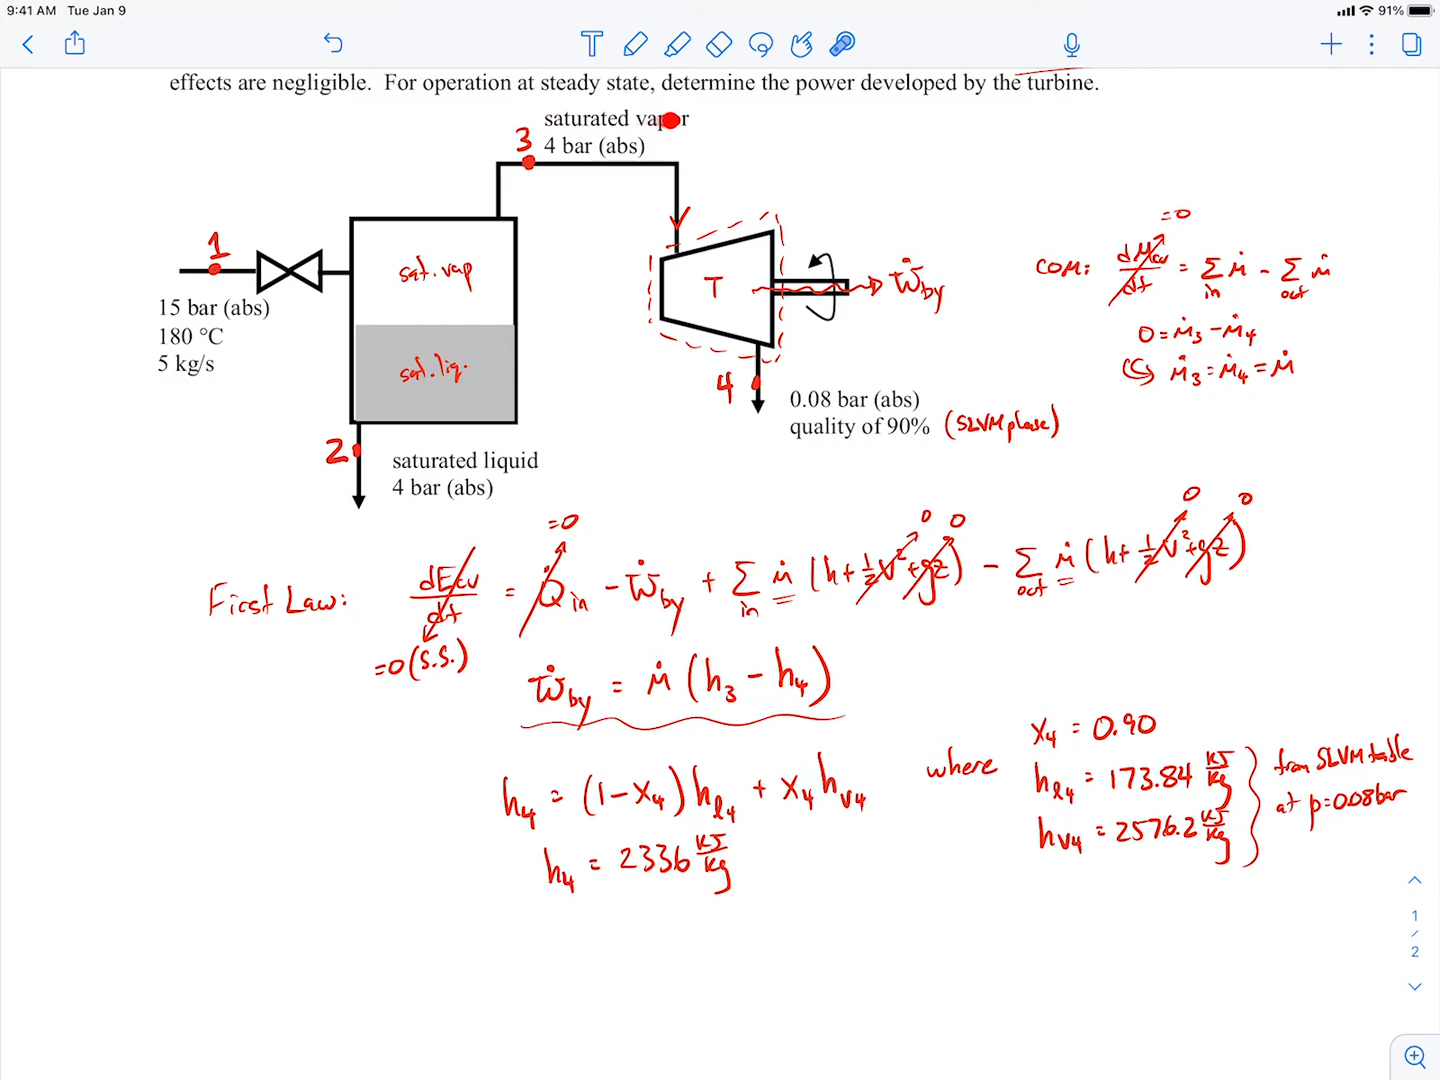 9:41 AM Tue Jan 9
91%
effects are negligible. For operation at steady state, determine the power developed by the turbine.
saturated vapor
4 bar (abs)
3
1
15 bar (abs)
180 °C
5 kg/s
sat. vap
sat. liq.
2
saturated liquid
4 bar (abs)
T
Ẇby
4
0.08 bar (abs)
quality of 90% (SLVM phase)
=0
COM: dMcv/dt = Σin ṁ - Σout ṁ
0 = ṁ3 - ṁ4
↪ ṁ3 = ṁ4 = ṁ
=0 0 0 0 0
First Law: dEcv/dt = Q̇in - Ẇby + Σin ṁ (h + ½V² + gz) - Σout ṁ (h + ½V² + gz)
=0 (S.S.)
Ẇby = ṁ (h3 - h4)
h4 = (1 - x4) hl4 + x4 hv4
h4 = 2336 kJ/kg
where
x4 = 0.90
hl4 = 173.84 kJ/kg
hv4 = 2576.2 kJ/kg
from SLVM table
at p=0.08 bar
1
/
2